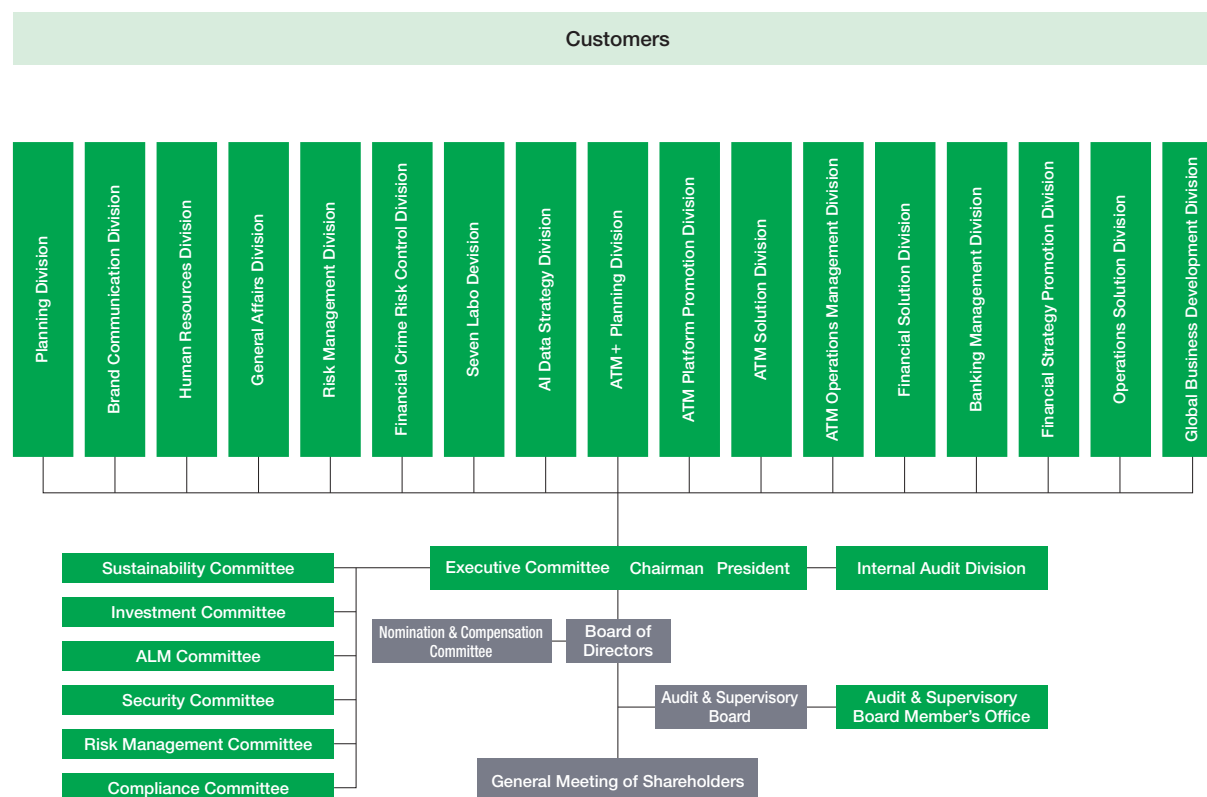 Customers
Planning Division
Brand Communication Division
Human Resources Division
General Affairs Division
Risk Management Division
Financial Crime Risk Control Division
Seven Labo Devision
AI Data Strategy Division
ATM+ Planning Division
ATM Platform Promotion Division
ATM Solution Division
ATM Operations Management Division
Financial Solution Division
Banking Management Division
Financial Strategy Promotion Division
Operations Solution Division
Global Business Development Division
Sustainability Committee
Investment Committee
ALM Committee
Security Committee
Risk Management Committee
Compliance Committee
Executive Committee Chairman President
Internal Audit Division
Nomination & Compensation
Committee
Board of
Directors
Audit & Supervisory
Board
Audit & Supervisory
Board Member's Office
General Meeting of Shareholders